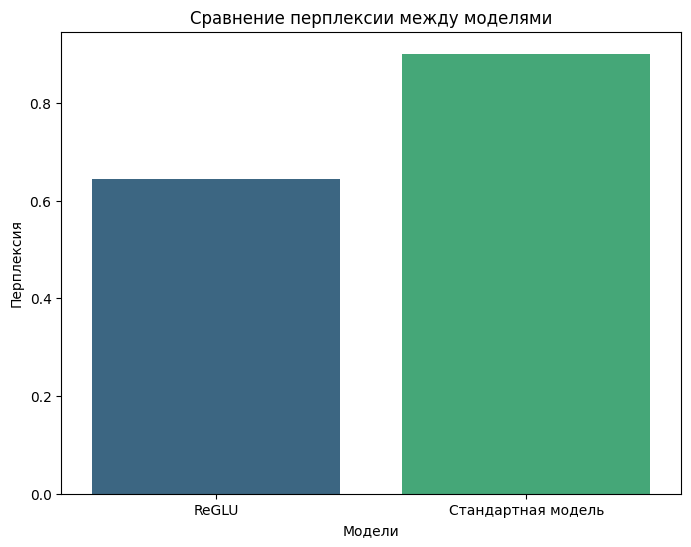 Сравнение перплексии между моделями
Перплексия
0.8
0.6
0.4
0.2
0.0
ReGLU
Стандартная модель
Модели